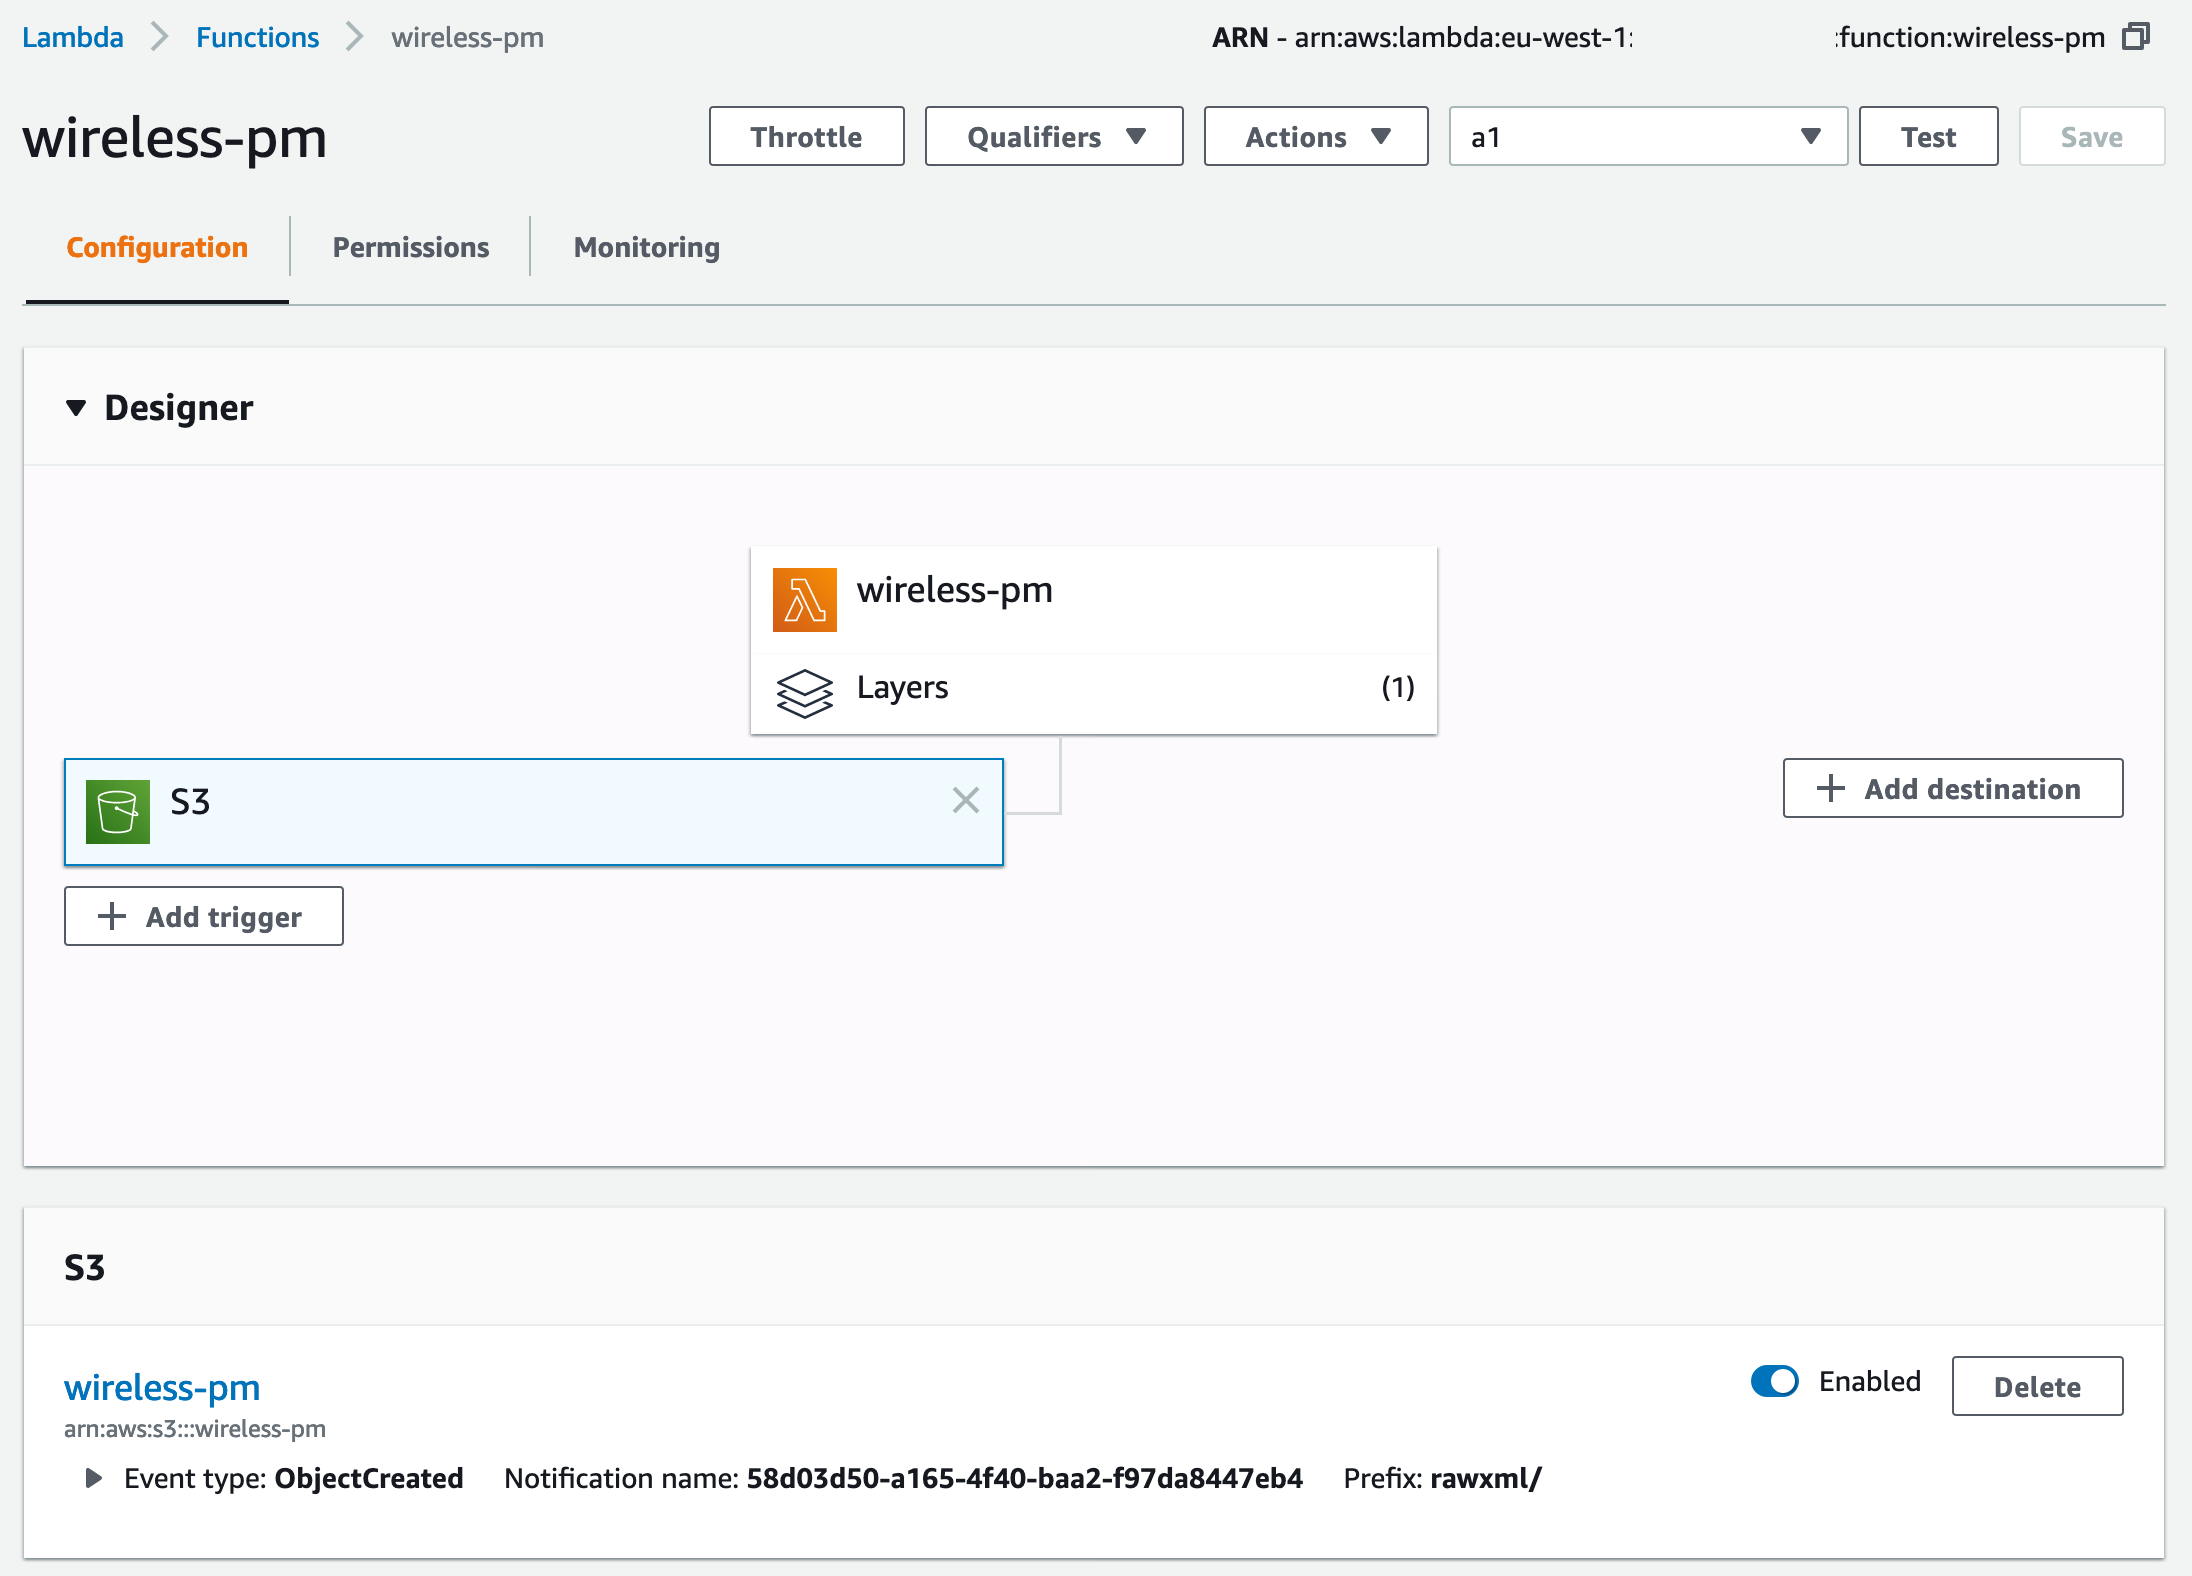 Lambda > Functions > wireless-pm
ARN - arn:aws:lambda:eu-west-1: :function:wireless-pm
wireless-pm
Throttle
Qualifiers
Actions
a1
Test
Save
Configuration
Permissions
Monitoring
Designer
wireless-pm
Layers (1)
S3
Add destination
Add trigger
S3
wireless-pm
Enabled
Delete
arn:aws:s3:::wireless-pm
Event type: ObjectCreated Notification name: 58d03d50-a165-4f40-baa2-f97da8447eb4 Prefix: rawxml/